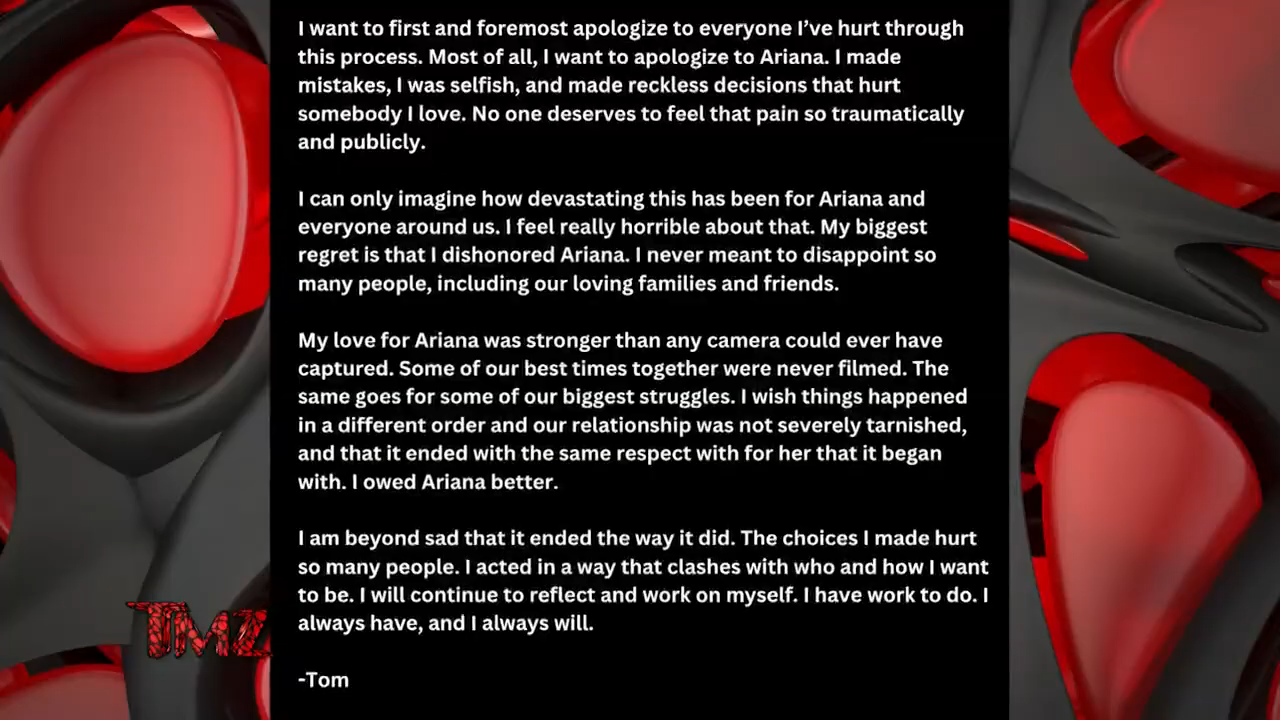 I want to first and foremost apologize to everyone I’ve hurt through
this process. Most of all, I want to apologize to Ariana. I made
mistakes, I was selfish, and made reckless decisions that hurt
somebody I love. No one deserves to feel that pain so traumatically
and publicly.
I can only imagine how devastating this has been for Ariana and
everyone around us. I feel really horrible about that. My biggest
regret is that I dishonored Ariana. I never meant to disappoint so
many people, including our loving families and friends.
My love for Ariana was stronger than any camera could ever have
captured. Some of our best times together were never filmed. The
same goes for some of our biggest struggles. I wish things happened
in a different order and our relationship was not severely tarnished,
and that it ended with the same respect with for her that it began
with. I owed Ariana better.
I am beyond sad that it ended the way it did. The choices I made hurt
so many people. I acted in a way that clashes with who and how I want
to be. I will continue to reflect and work on myself. I have work to do. I
always have, and I always will.
-Tom
TMZ